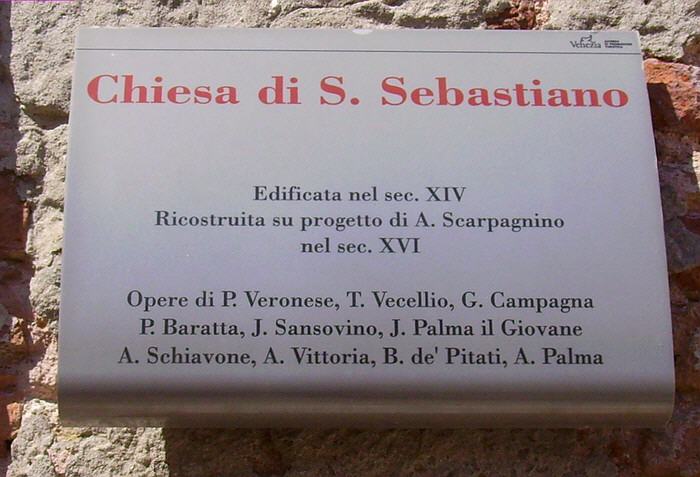 Venezia
Chiesa di S. Sebastiano
Edificata nel sec. XIV
Ricostruita su progetto di A. Scarpagnino
nel sec. XVI
Opere di P. Veronese, T. Vecellio, G. Campagna
P. Baratta, J. Sansovino, J. Palma il Giovane
A. Schiavone, A. Vittoria, B. de' Pitati, A. Palma